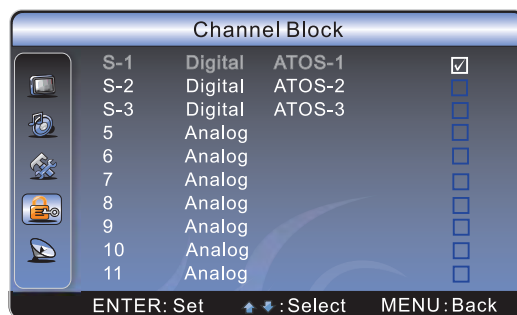 Channel Block
S-1 Digital ATOS-1
S-2 Digital ATOS-2
S-3 Digital ATOS-3
5 Analog
6 Analog
7 Analog
8 Analog
9 Analog
10 Analog
11 Analog
ENTER: Set : Select MENU: Back